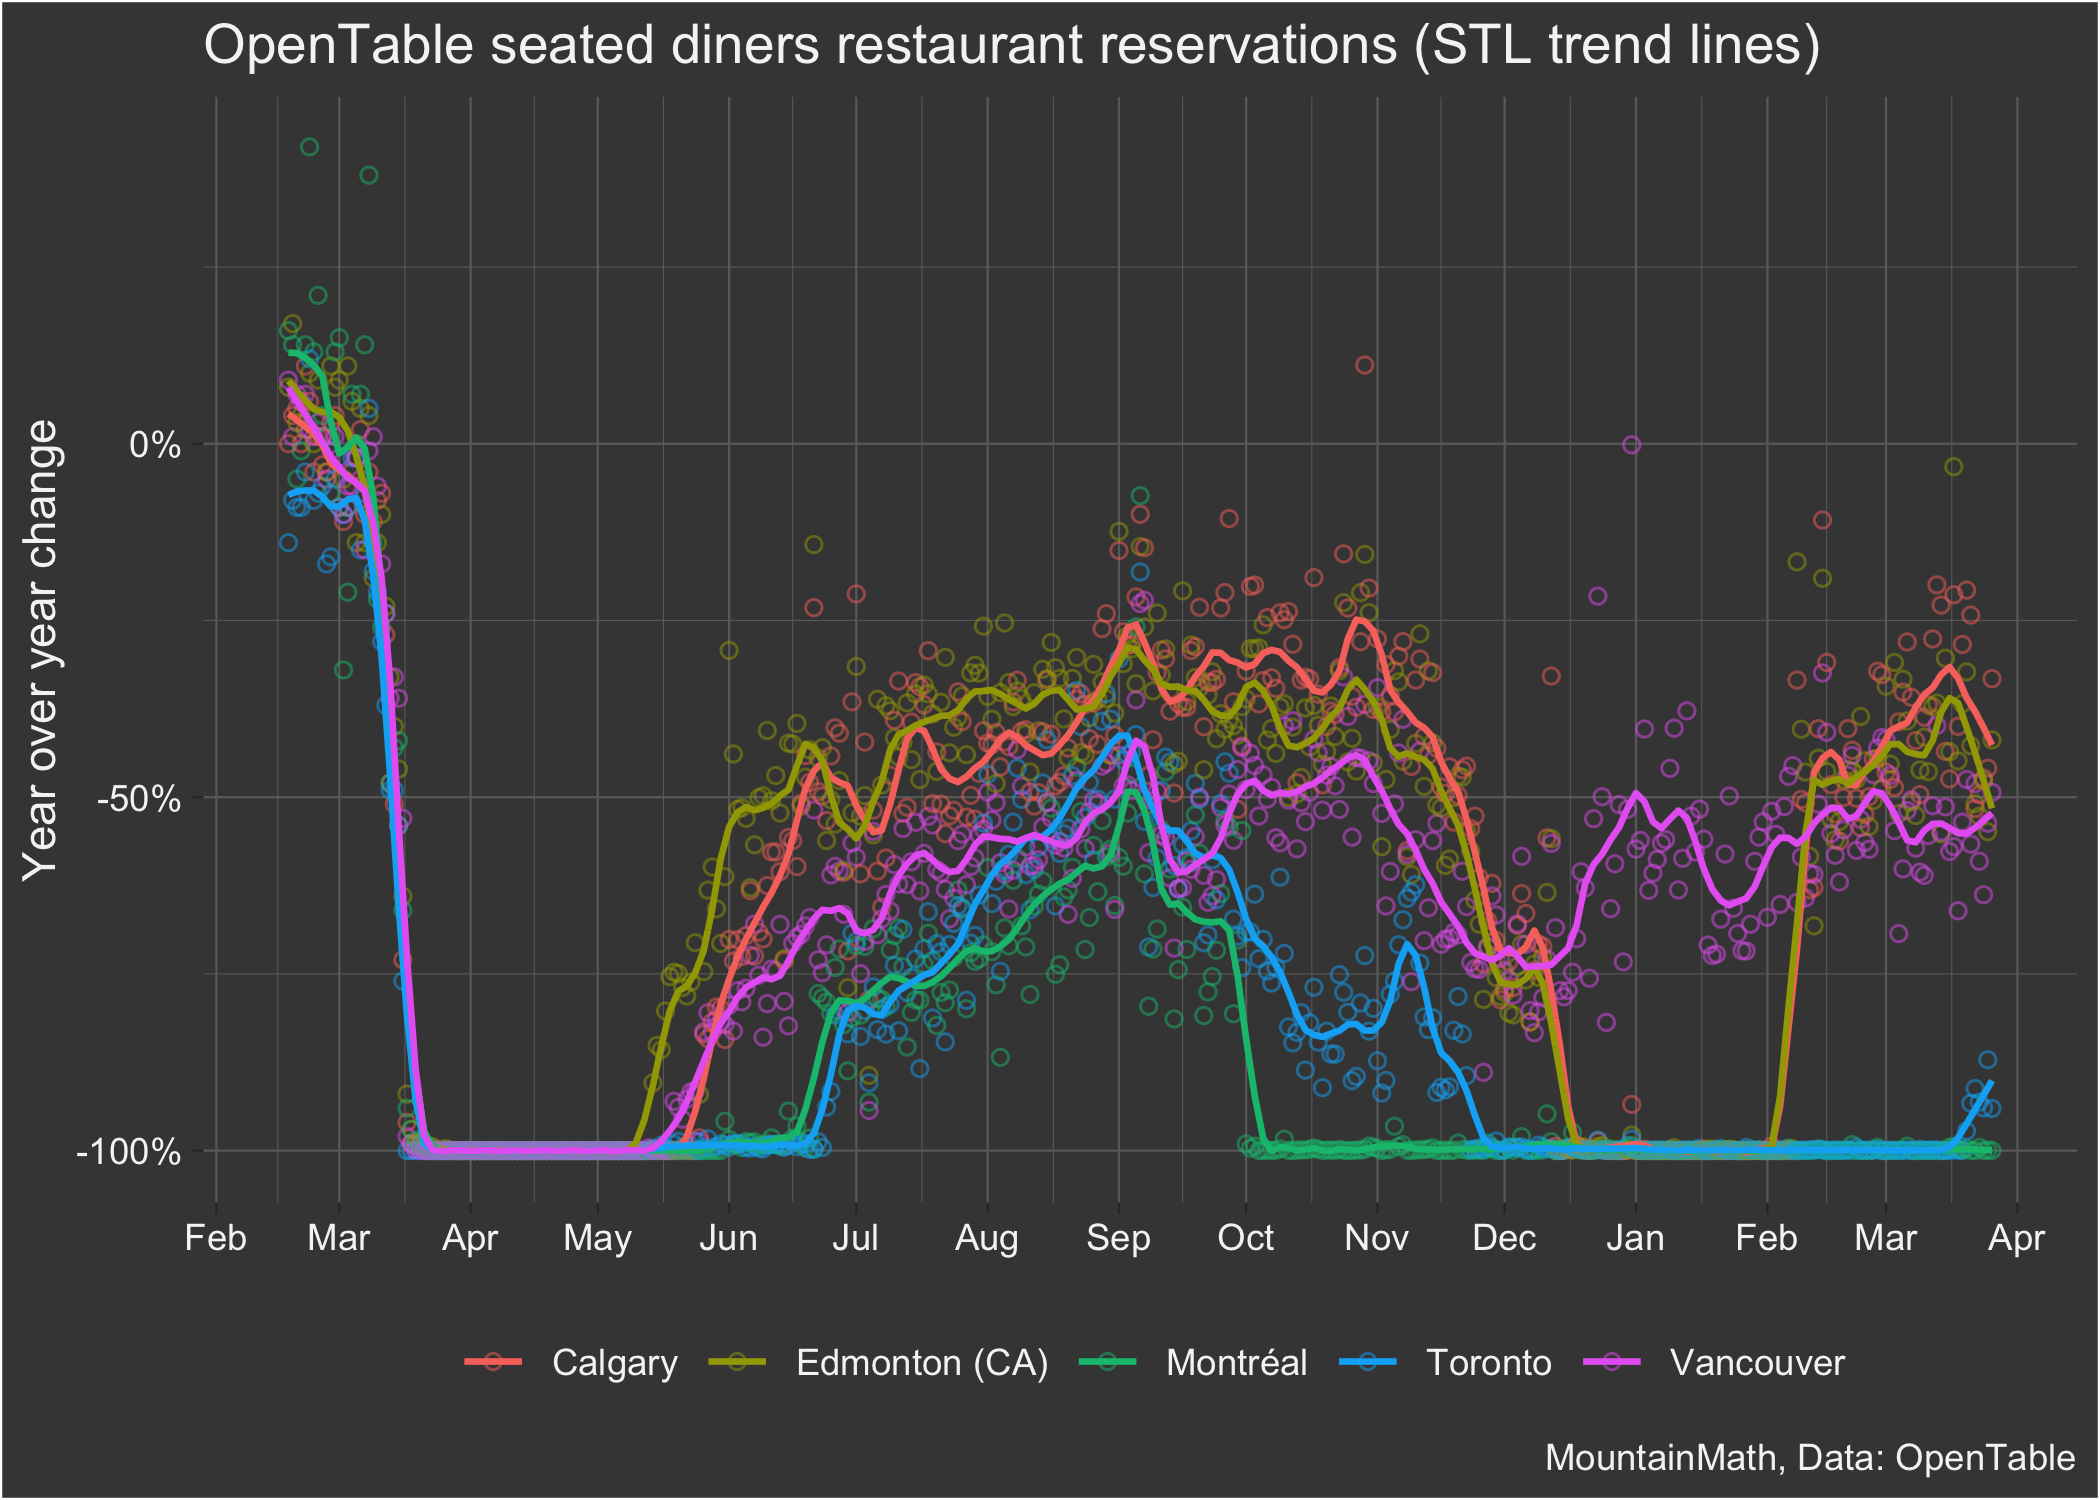 OpenTable seated diners restaurant reservations (STL trend lines)
Year over year change
0%
-50%
-100%
Feb Mar Apr May Jun Jul Aug Sep Oct Nov Dec Jan Feb Mar Apr
Calgary Edmonton (CA) Montréal Toronto Vancouver
MountainMath, Data: OpenTable